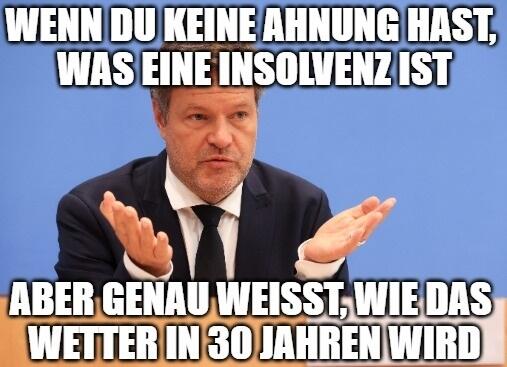 WENN DU KEINE AHNUNG HAST,
WAS EINE INSOLVENZ IST
ABER GENAU WEISST, WIE DAS
WETTER IN 30 JAHREN WIRD